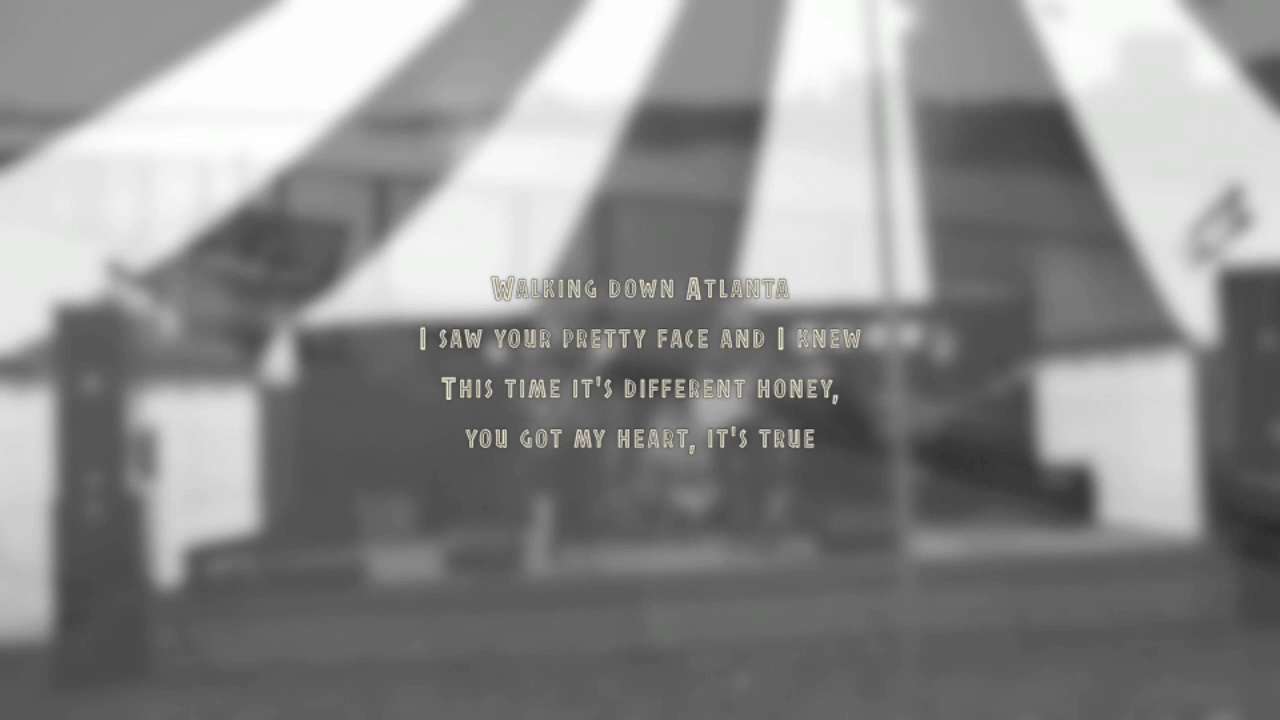 Walking down Atlanta
I saw your pretty face and I knew
This time it's different honey,
you got my heart, it's true